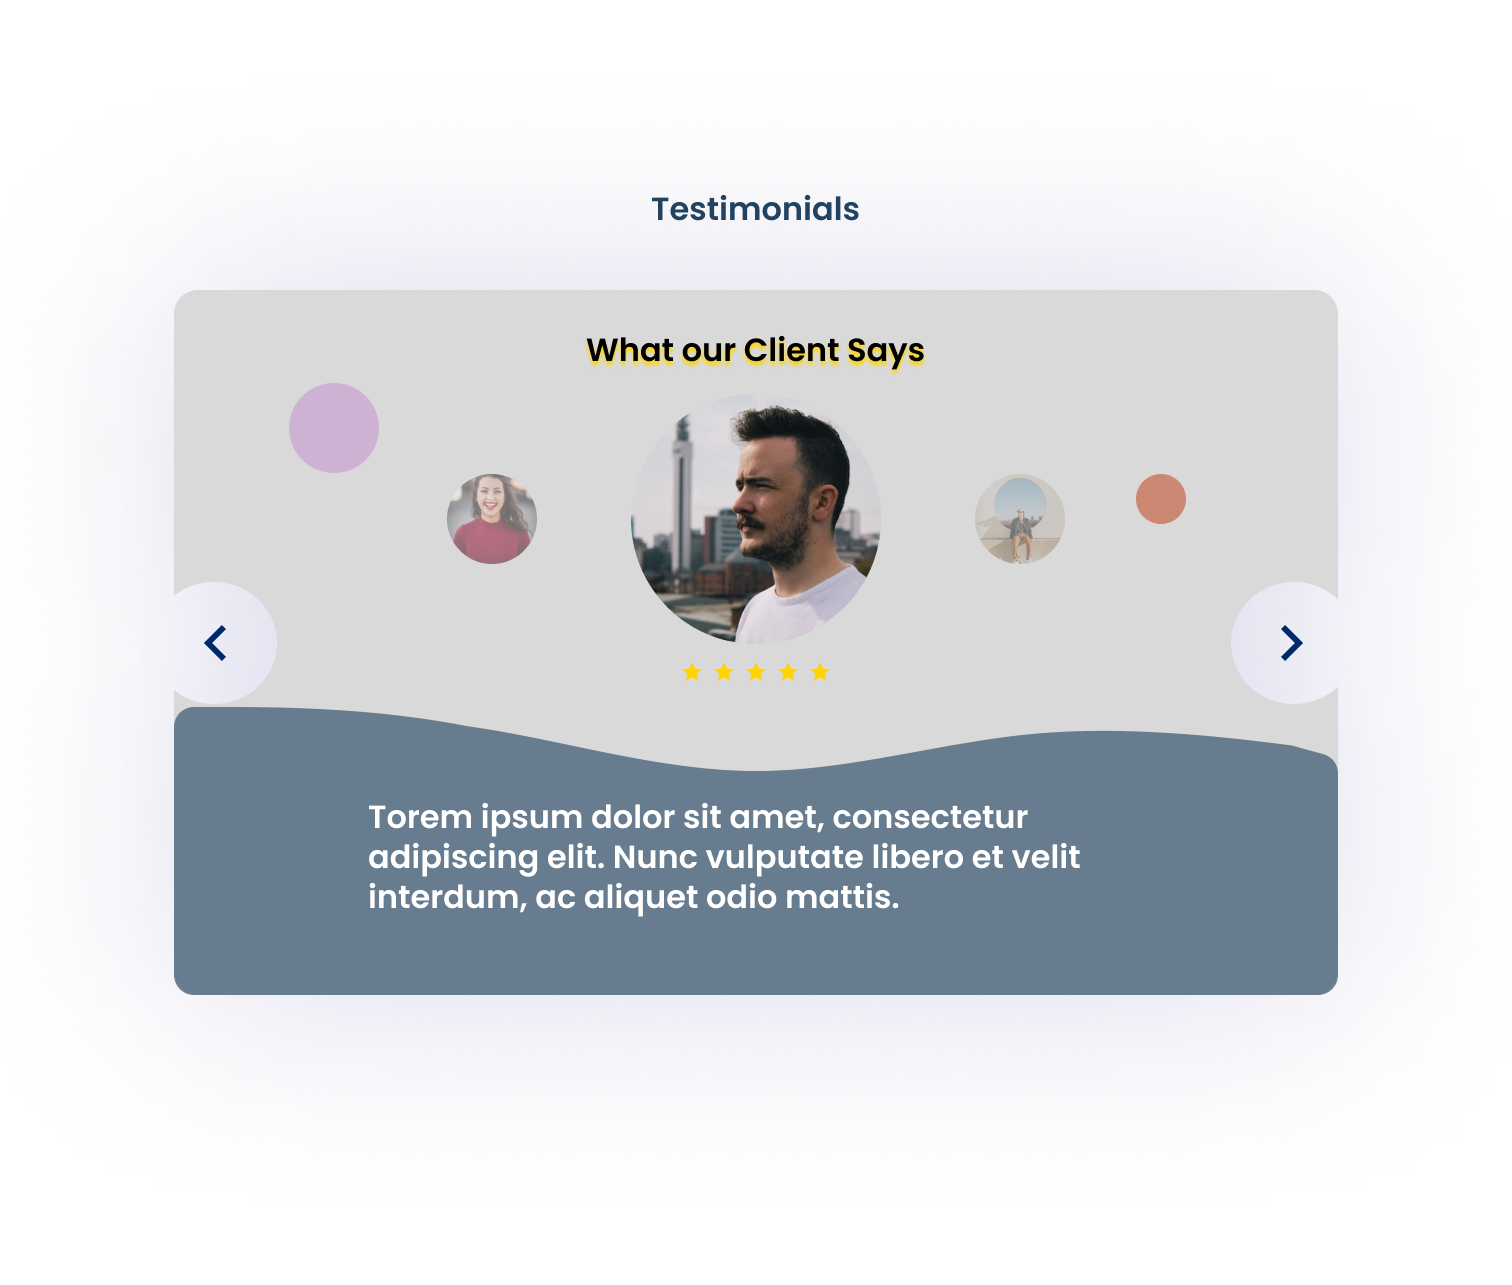 Testimonials
What our Client Says
Torem ipsum dolor sit amet, consectetur
adipiscing elit. Nunc vulputate libero et velit
interdum, ac aliquet odio mattis.